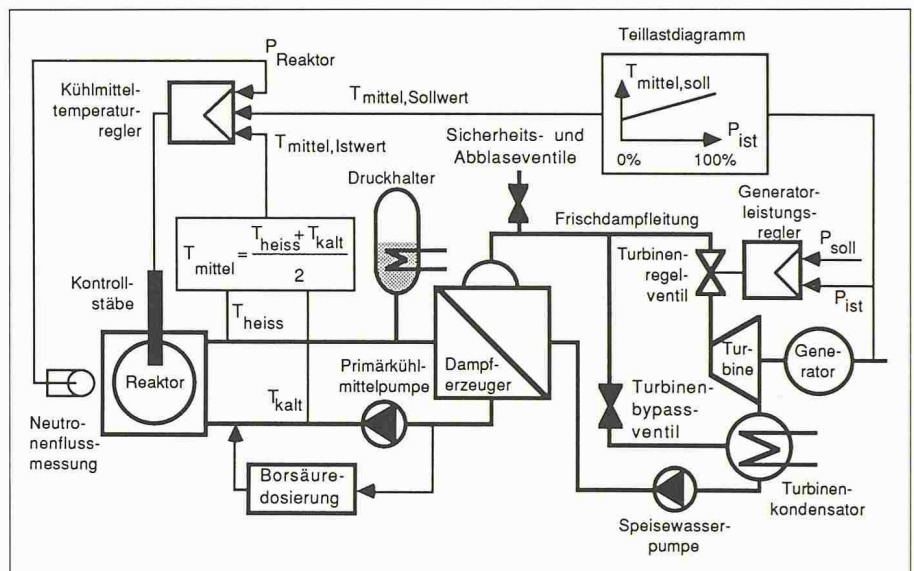 Teillastdiagramm
P Reaktor
Kühlmittel-
temperatur-
regler
T mittel,Sollwert
T mittel,soll
P ist
0% 100%
T mittel,Istwert
Sicherheits- und
Abblaseventile
Druckhalter
Frischdampfleitung
Generator-
leistungs-
regler
P soll
P ist
Turbinen-
regel-
ventil
T mittel = T heiss + T kalt
2
Kontroll-
stäbe
T heiss
Reaktor
T kalt
Primärkühl-
mittelpumpe
Dampf-
erzeuger
Tur-
bine
Gene-
rator
Turbinen-
bypass-
ventil
Neutro-
nenfluss-
messung
Borsäure-
dosierung
Speisewasser-
pumpe
Turbinen-
kondensator